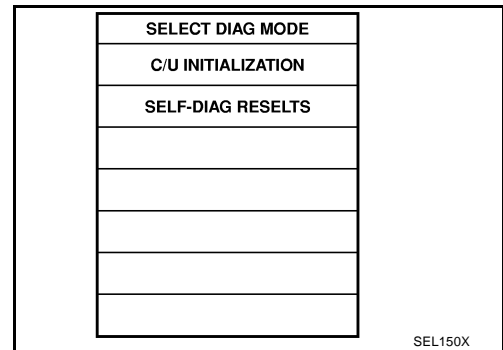 SELECT DIAG MODE
C/U INITIALIZATION
SELF-DIAG RESELTS
SEL150X